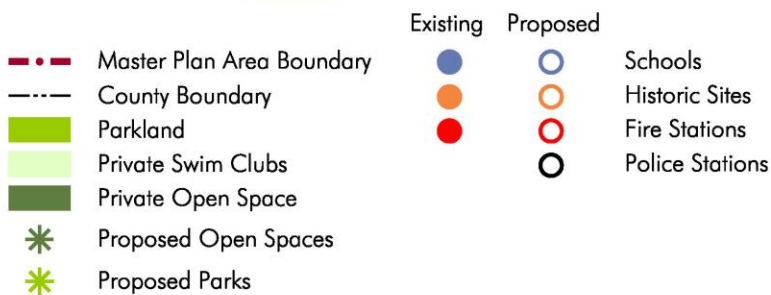 Existing Proposed
Master Plan Area Boundary
County Boundary
Parkland
Private Swim Clubs
Private Open Space
Proposed Open Spaces
Proposed Parks
Schools
Historic Sites
Fire Stations
Police Stations